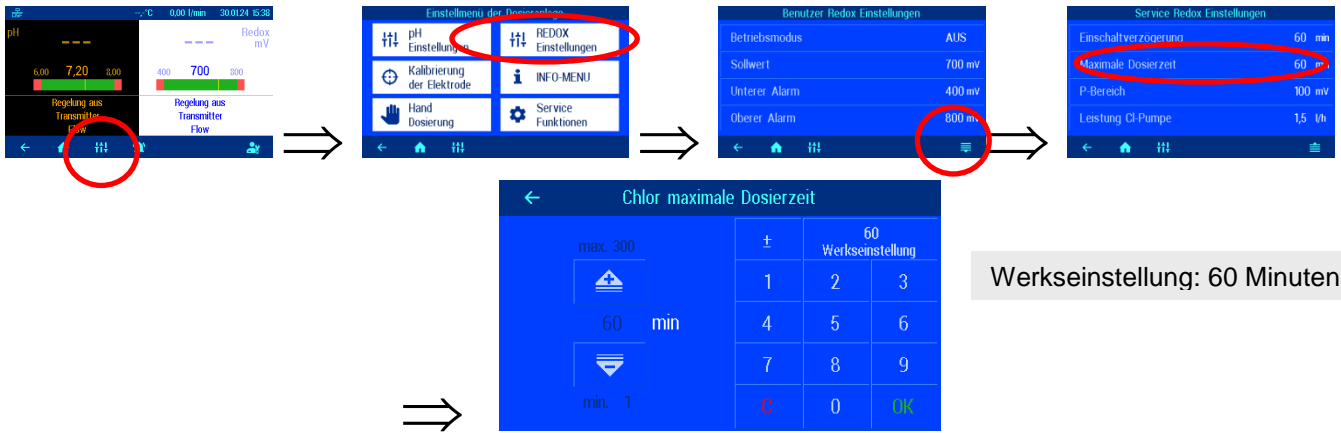 --,-°C 0,00 l/min 30.01.24 15:38
pH
Redox
mV
– – –
– – –
6,00 7,20 8,00
400 700 800
Regelung aus
Transmitter
Flow
Regelung aus
Transmitter
Flow
Einstellmenü der Dosieranlage
pH
Einstellungen
REDOX
Einstellungen
Kalibrierung
der Elektrode
INFO-MENU
Hand
Dosierung
Service
Funktionen
Benutzer Redox Einstellungen
Betriebsmodus AUS
Sollwert 700 mV
Unterer Alarm 400 mV
Oberer Alarm 800 mV
Service Redox Einstellungen
Einschaltverzögerung 60 min
Maximale Dosierzeit 60 min
P-Bereich 100 mV
Leistung Cl-Pumpe 1,5 l/h
Chlor maximale Dosierzeit
max. 300
60 min
min. 1
± 60
Werkseinstellung
1 2 3
4 5 6
7 8 9
C 0 OK
Werkseinstellung: 60 Minuten